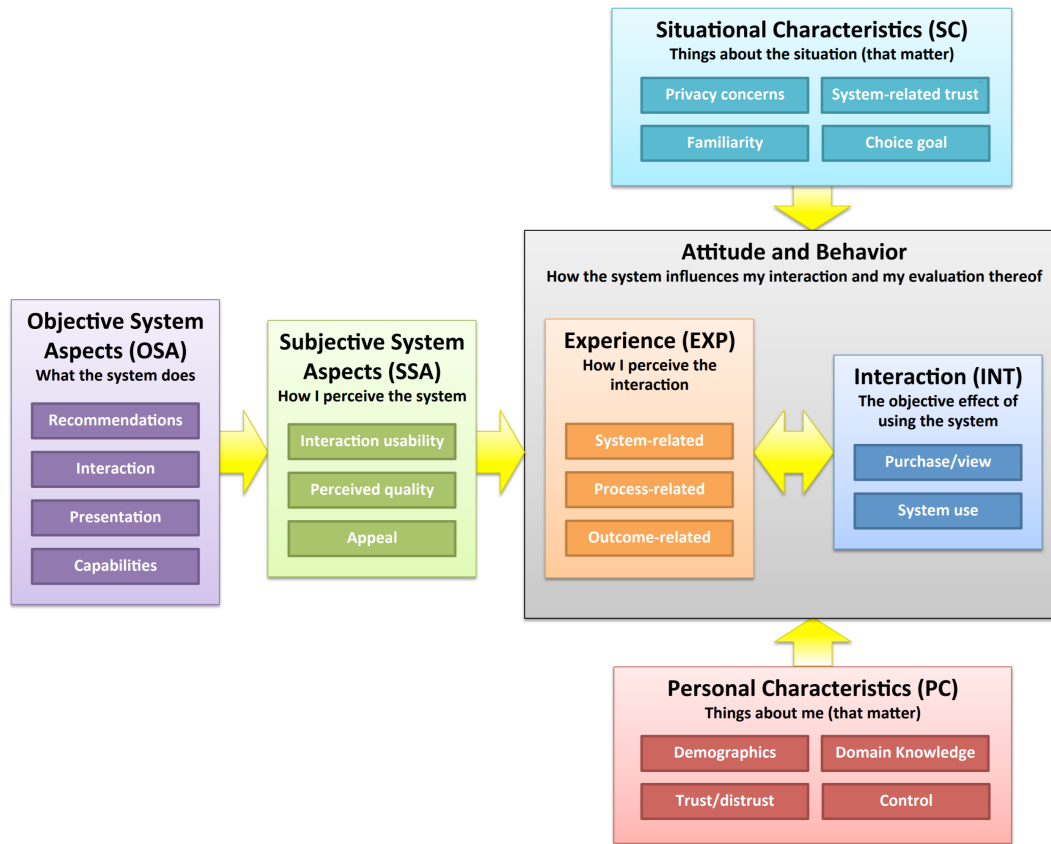 Situational Characteristics (SC)
Things about the situation (that matter)
Privacy concerns
System-related trust
Familiarity
Choice goal
Attitude and Behavior
How the system influences my interaction and my evaluation thereof
Objective System
Aspects (OSA)
What the system does
Recommendations
Interaction
Presentation
Capabilities
Subjective System
Aspects (SSA)
How I perceive the system
Interaction usability
Perceived quality
Appeal
Experience (EXP)
How I perceive the
interaction
System-related
Process-related
Outcome-related
Interaction (INT)
The objective effect of
using the system
Purchase/view
System use
Personal Characteristics (PC)
Things about me (that matter)
Demographics
Domain Knowledge
Trust/distrust
Control